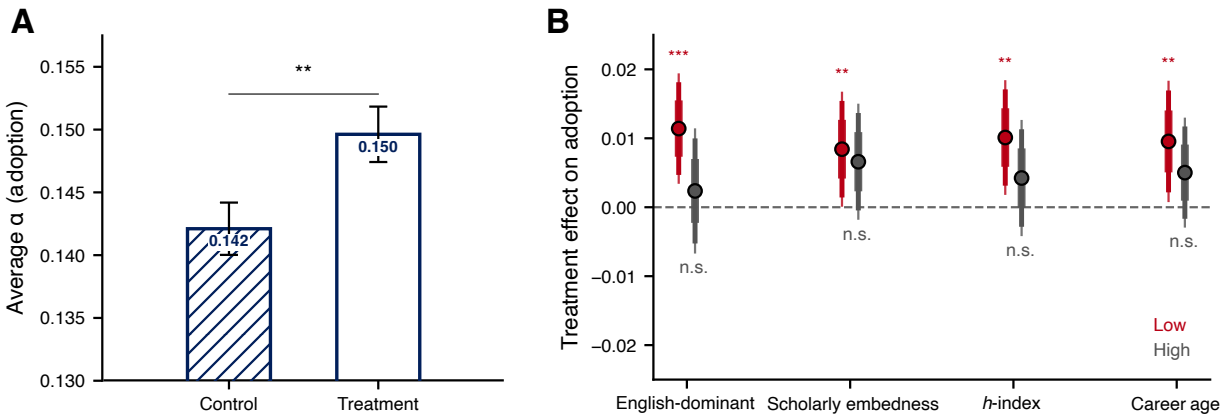 A
Average α (adoption)
0.155
0.150
0.145
0.140
0.135
0.130
**
0.142
0.150
Control
Treatment
B
Treatment effect on adoption
0.02
0.01
0.00
−0.01
−0.02
***
**
**
**
n.s.
n.s.
n.s.
n.s.
Low
High
English-dominant
Scholarly embedness
h-index
Career age